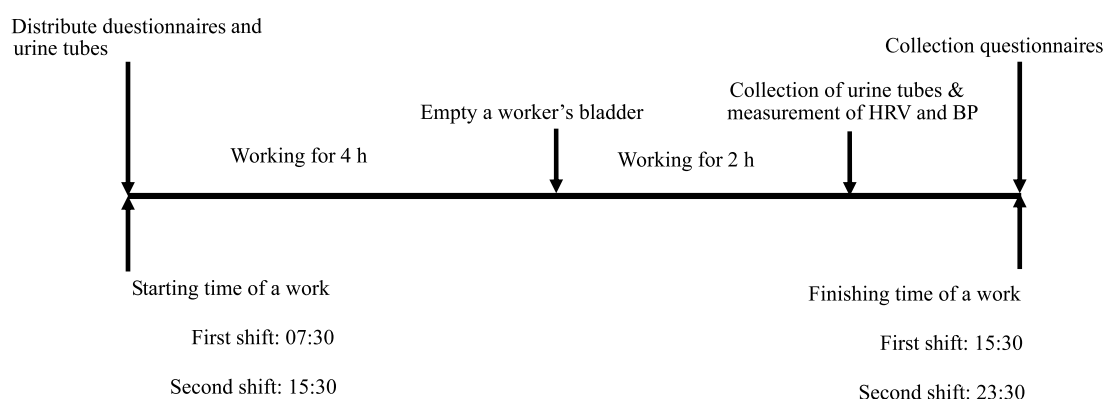 Distribute duestionnaires and
urine tubes
Collection questionnaires
Collection of urine tubes &
measurement of HRV and BP
Empty a worker's bladder
Working for 4 h
Working for 2 h
Starting time of a work
First shift: 07:30
Second shift: 15:30
Finishing time of a work
First shift: 15:30
Second shift: 23:30